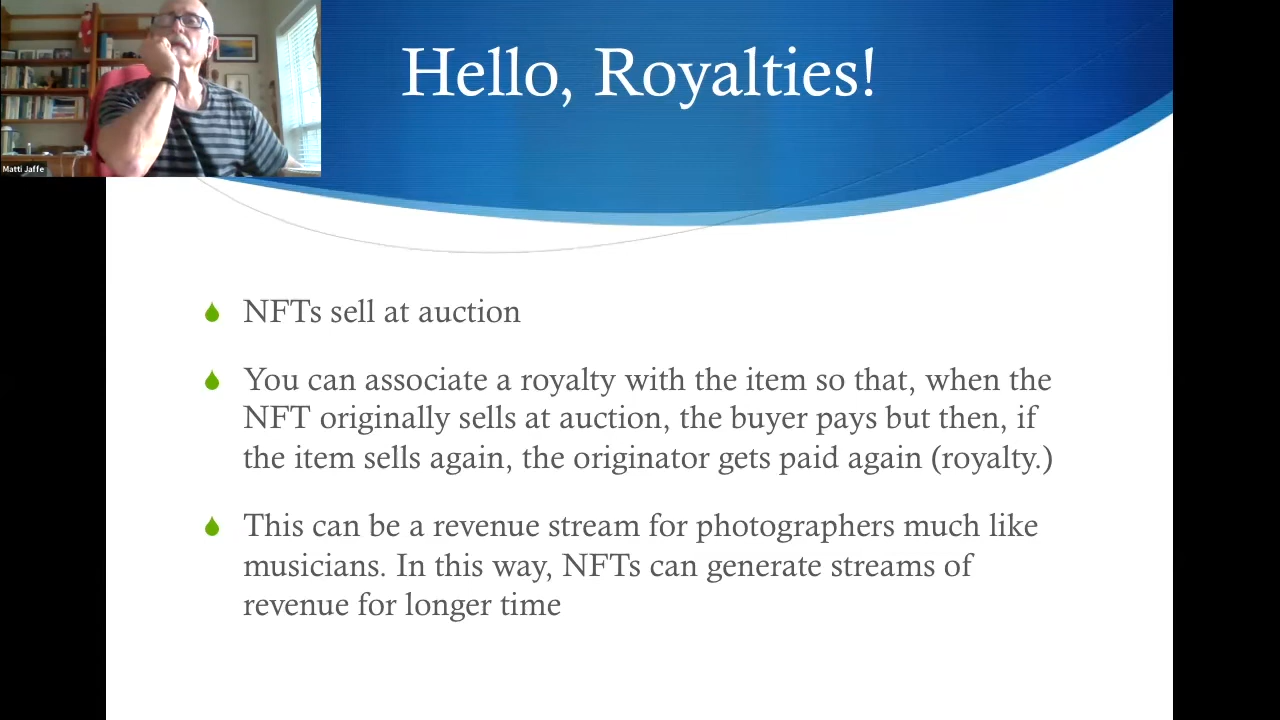 Hello, Royalties!
Matti Jaffe
NFTs sell at auction
You can associate a royalty with the item so that, when the
NFT originally sells at auction, the buyer pays but then, if
the item sells again, the originator gets paid again (royalty.)
This can be a revenue stream for photographers much like
musicians. In this way, NFTs can generate streams of
revenue for longer time